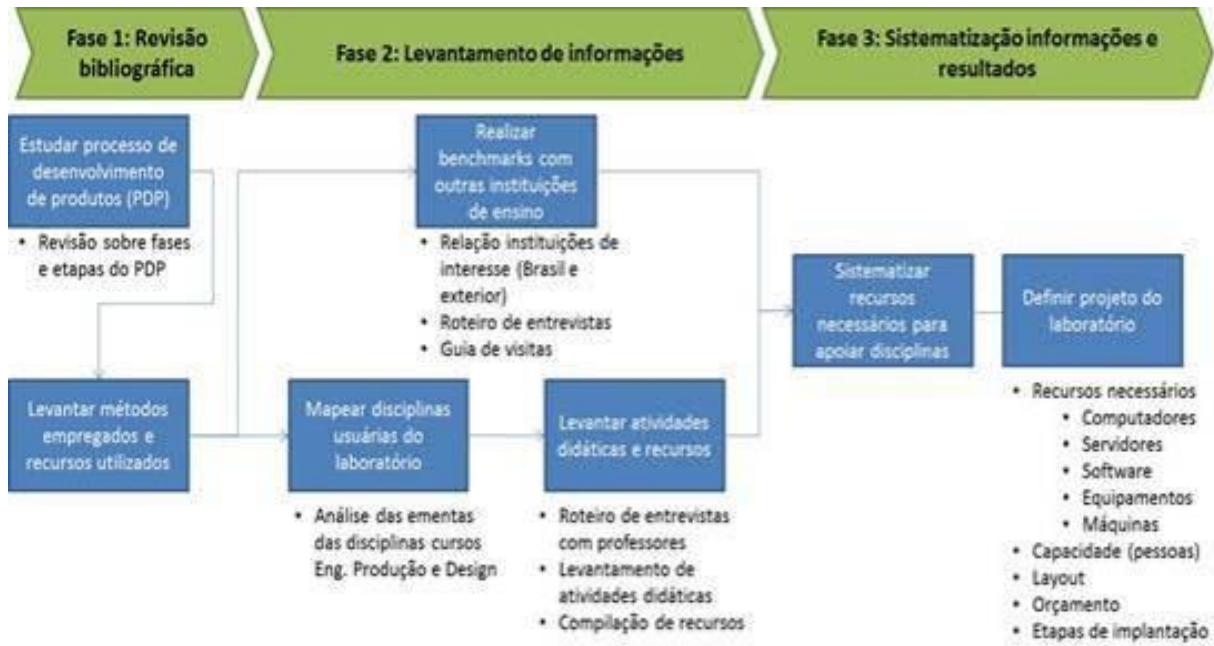 Fase 1: Revisão
bibliográfica
Fase 2: Levantamento de informações
Fase 3: Sistematização informações e
resultados
Estudar processo de
desenvolvimento
de produtos (PDP)
• Revisão sobre fases
e etapas do PDP
Levantar métodos
empregados e
recursos utilizados
Realizar
benchmarks com
outras instituições
de ensino
• Relação instituições de
interesse (Brasil e
exterior)
• Roteiro de entrevistas
• Guia de visitas
Mapear disciplinas
usuárias do
laboratório
• Análise das ementas
das disciplinas cursos
Eng. Produção e Design
Levantar atividades
didáticas e recursos
• Roteiro de entrevistas
com professores
• Levantamento de
atividades didáticas
• Compilação de recursos
Sistematizar
recursos
necessários para
apoiar disciplinas
Definir projeto do
laboratório
• Recursos necessários
• Computadores
• Servidores
• Software
• Equipamentos
• Máquinas
• Capacidade (pessoas)
• Layout
• Orçamento
• Etapas de implantação